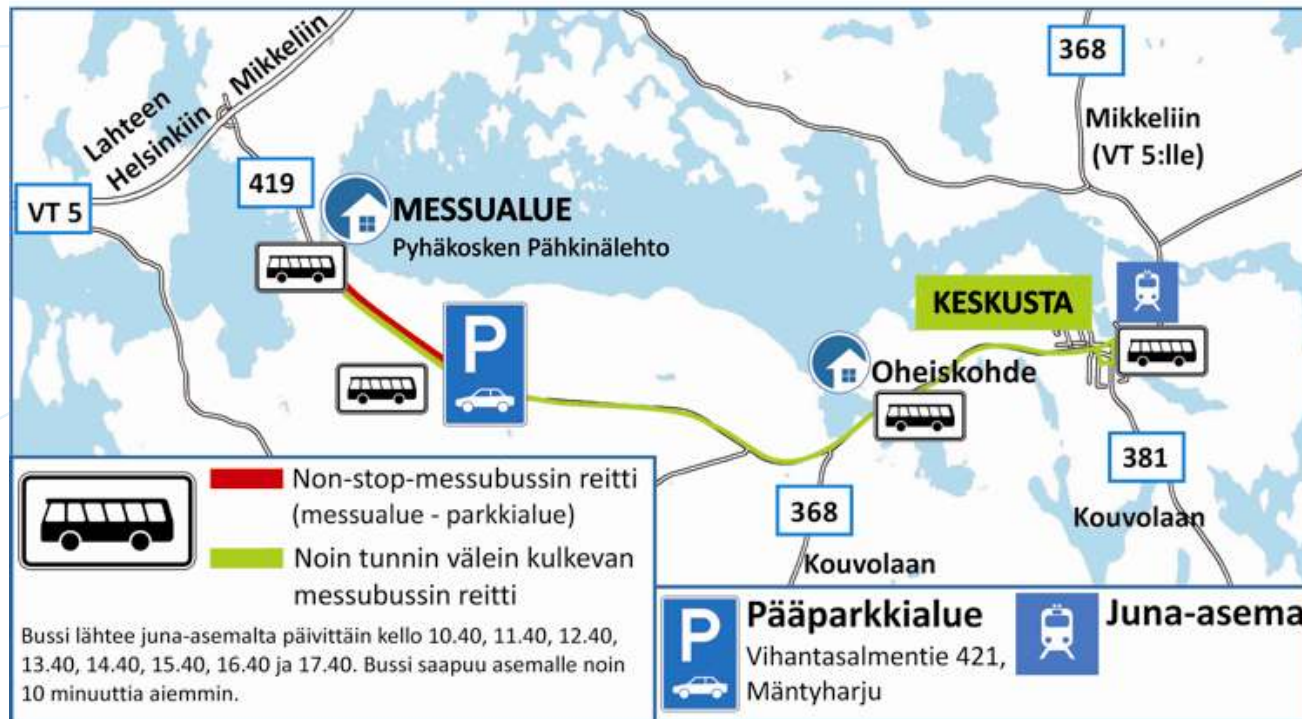 Mikkeliin
Lahteen
Helsinkiin
VT 5
419
MESSUALUE
Pyhäkosken Pähkinälehto
368
Mikkeliin
(VT 5:lle)
KESKUSTA
P
Oheiskohde
381
Kouvolaan
368
Kouvolaan
Non-stop-messubussin reitti
(messualue - parkkialue)
Noin tunnin välein kulkevan
messubussin reitti
Bussi lähtee juna-asemalta päivittäin kello 10.40, 11.40, 12.40,
13.40, 14.40, 15.40, 16.40 ja 17.40. Bussi saapuu asemalle noin
10 minuuttia aiemmin.
P
Pääparkkialue
Vihantasalmentie 421,
Mäntyharju
Juna-asema